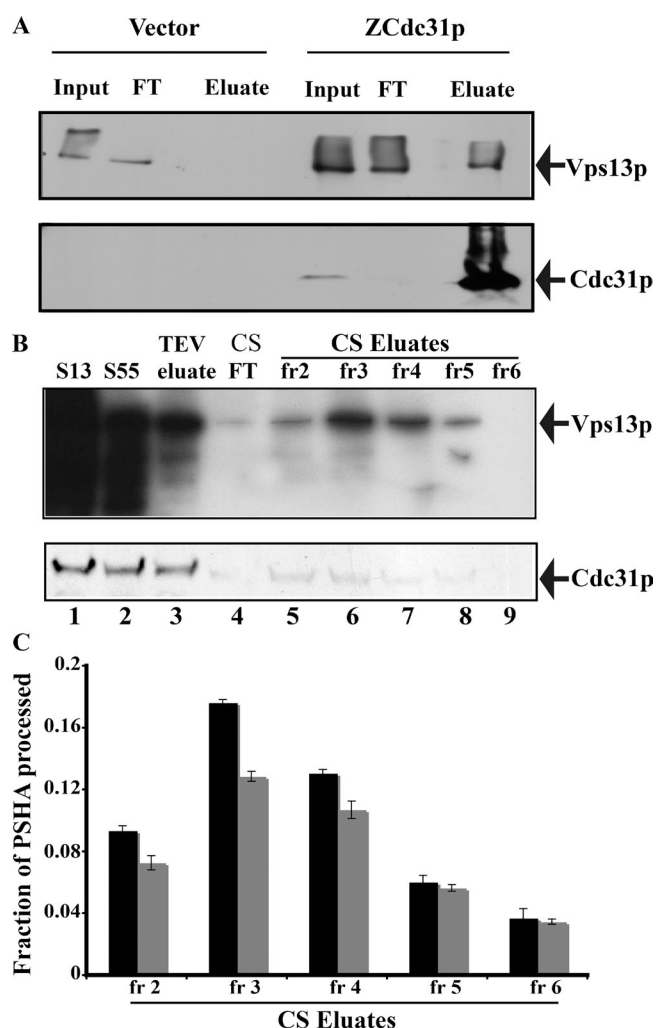 A
Vector ZCdc31p
Input FT Eluate Input FT Eluate
Vps13p
Cdc31p
B
TEV CS CS Eluates
S13 S55 eluate FT fr2 fr3 fr4 fr5 fr6
Vps13p
Cdc31p
1 2 3 4 5 6 7 8 9
C
Fraction of PSHA processed
0.2
0.16
0.12
0.08
0.04
0
fr 2 fr 3 fr 4 fr 5 fr 6
CS Eluates